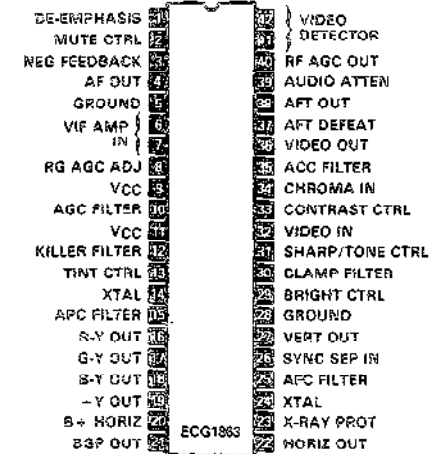 DE-EMPHASIS 1
MUTE CTRL 2
NEG FEEDBACK 3
AF OUT 4
GROUND 5
VIF AMP IN 6
7
RG AGC ADJ 8
VCC 9
AGC FILTER 10
VCC 11
KILLER FILTER 12
TINT CTRL 13
XTAL 14
APC FILTER 15
R-Y OUT 16
G-Y OUT 17
B-Y OUT 18
-Y OUT 19
B+ HORIZ 20
BGP OUT 21
ECG1863
42 VIDEO DETECTOR
41
40 RF AGC OUT
39 AUDIO ATTEN
38 AFT OUT
37 AFT DEFEAT
36 VIDEO OUT
35 ACC FILTER
34 CHROMA IN
33 CONTRAST CTRL
32 VIDEO IN
31 SHARP/TONE CTRL
30 CLAMP FILTER
29 BRIGHT CTRL
28 GROUND
27 VERT OUT
26 SYNC SEP IN
25 AFC FILTER
24 XTAL
23 X-RAY PROT
22 HORIZ OUT